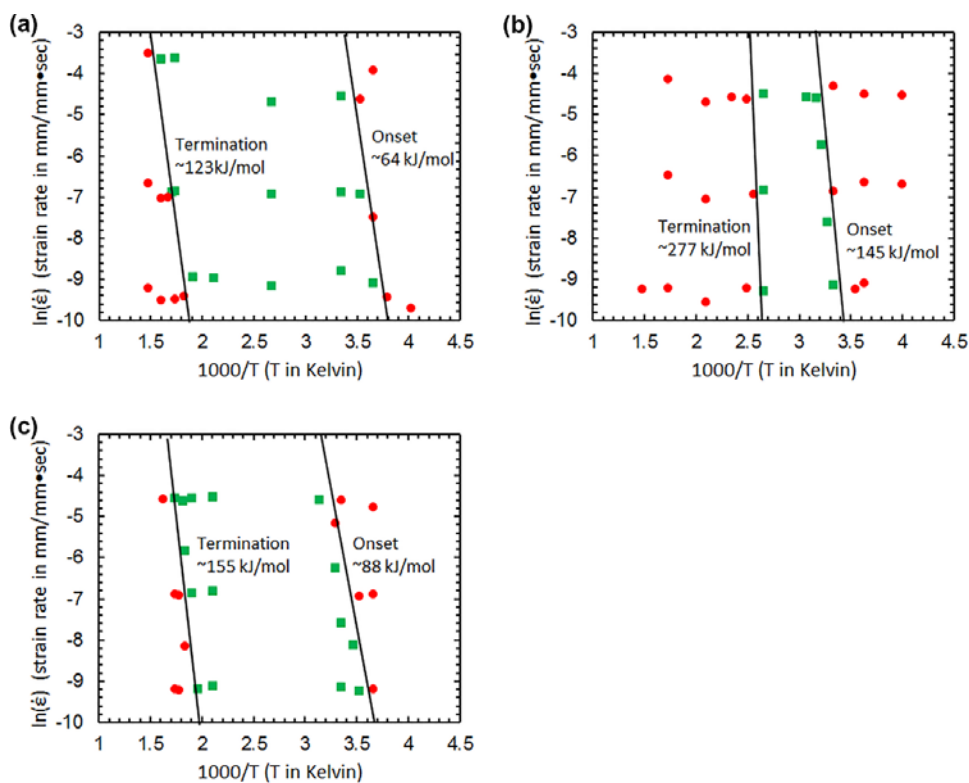 (a)
ln(ε̇) (strain rate in mm/mm•sec)
-3
-4
-5
-6
-7
-8
-9
-10
Termination
~123kJ/mol
Onset
~64 kJ/mol
1 1.5 2 2.5 3 3.5 4 4.5
1000/T (T in Kelvin)
(b)
ln(ε̇) (strain rate in mm/mm•sec)
-3
-4
-5
-6
-7
-8
-9
-10
Termination
~277 kJ/mol
Onset
~145 kJ/mol
1 1.5 2 2.5 3 3.5 4 4.5
1000/T (T in Kelvin)
(c)
ln(ε̇) (strain rate in mm/mm•sec)
-3
-4
-5
-6
-7
-8
-9
-10
Termination
~155 kJ/mol
Onset
~88 kJ/mol
1 1.5 2 2.5 3 3.5 4 4.5
1000/T (T in Kelvin)